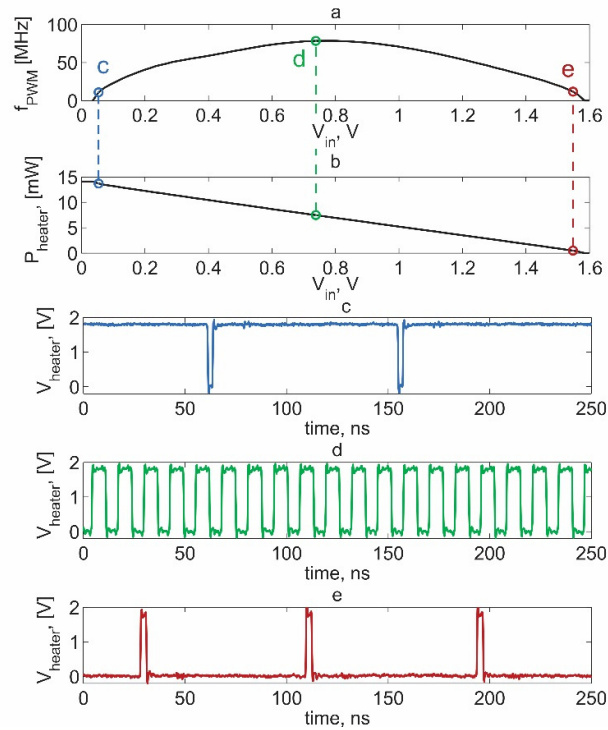 a
f_PWM [MHz]
100
50
0
c
d
e
0 0.2 0.4 0.6 0.8 1 1.2 1.4 1.6
V_in, V
b
P_heater, [mW]
15
10
5
0
0 0.2 0.4 0.6 0.8 1 1.2 1.4 1.6
V_in, V
c
V_heater, [V]
2
1
0
0 50 100 150 200 250
time, ns
d
V_heater, [V]
2
1
0
0 50 100 150 200 250
time, ns
e
V_heater, [V]
2
1
0
0 50 100 150 200 250
time, ns